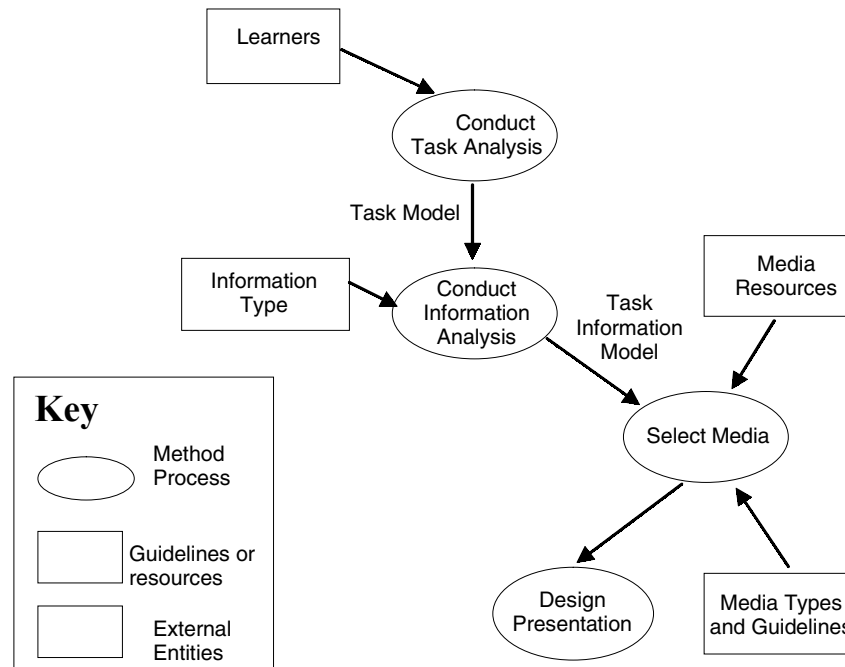 Learners
Conduct
Task Analysis
Task Model
Information
Type
Conduct
Information
Analysis
Task
Information
Model
Media
Resources
Select Media
Design
Presentation
Media Types
and Guidelines
Key
Method
Process
Guidelines or
resources
External
Entities